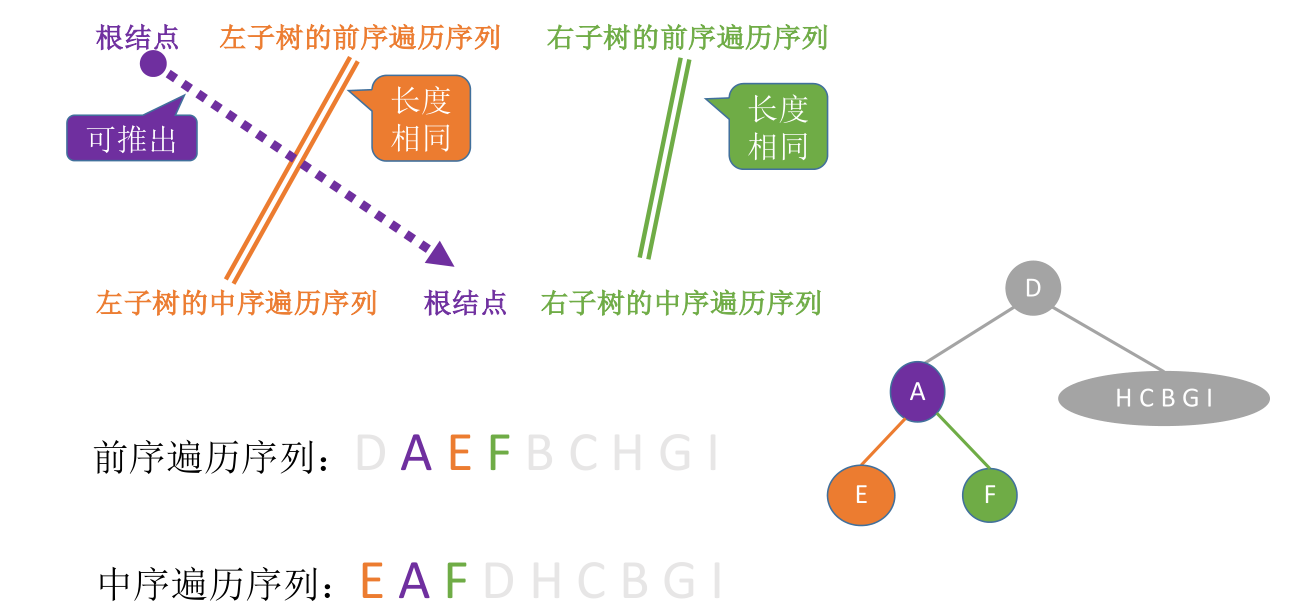 根结点 左子树的前序遍历序列 右子树的前序遍历序列
可推出
长度
相同
长度
相同
左子树的中序遍历序列 根结点 右子树的中序遍历序列
D
A
H C B G I
E
F
前序遍历序列：D A E F B C H G I
中序遍历序列：E A F D H C B G I